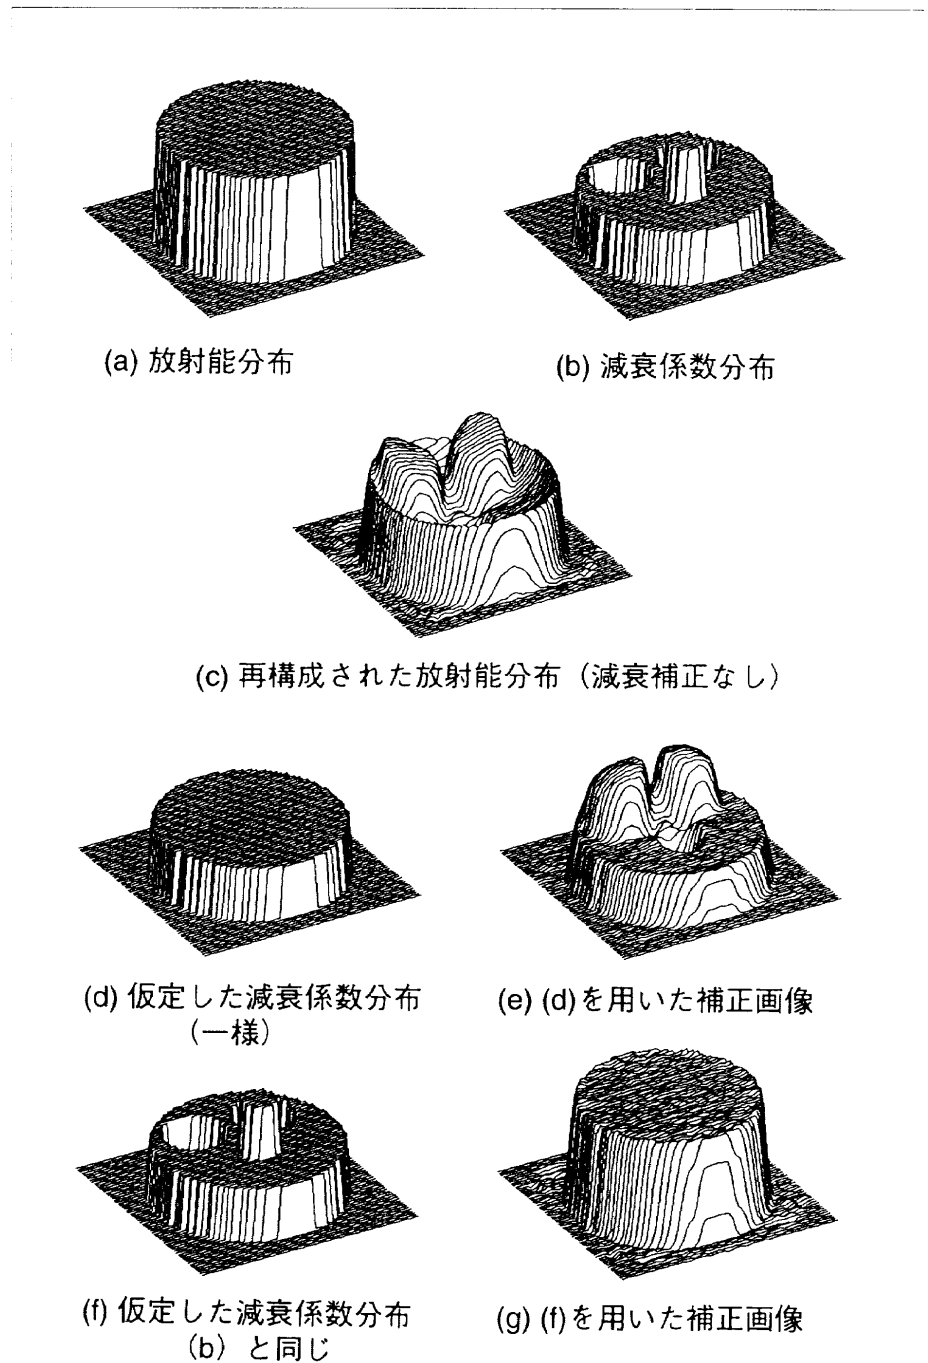 (a) 放射能分布
(b) 減衰係数分布
(c) 再構成された放射能分布（減衰補正なし）
(d) 仮定した減衰係数分布
（一様）
(e) (d)を用いた補正画像
(f) 仮定した減衰係数分布
（b）と同じ
(g) (f)を用いた補正画像